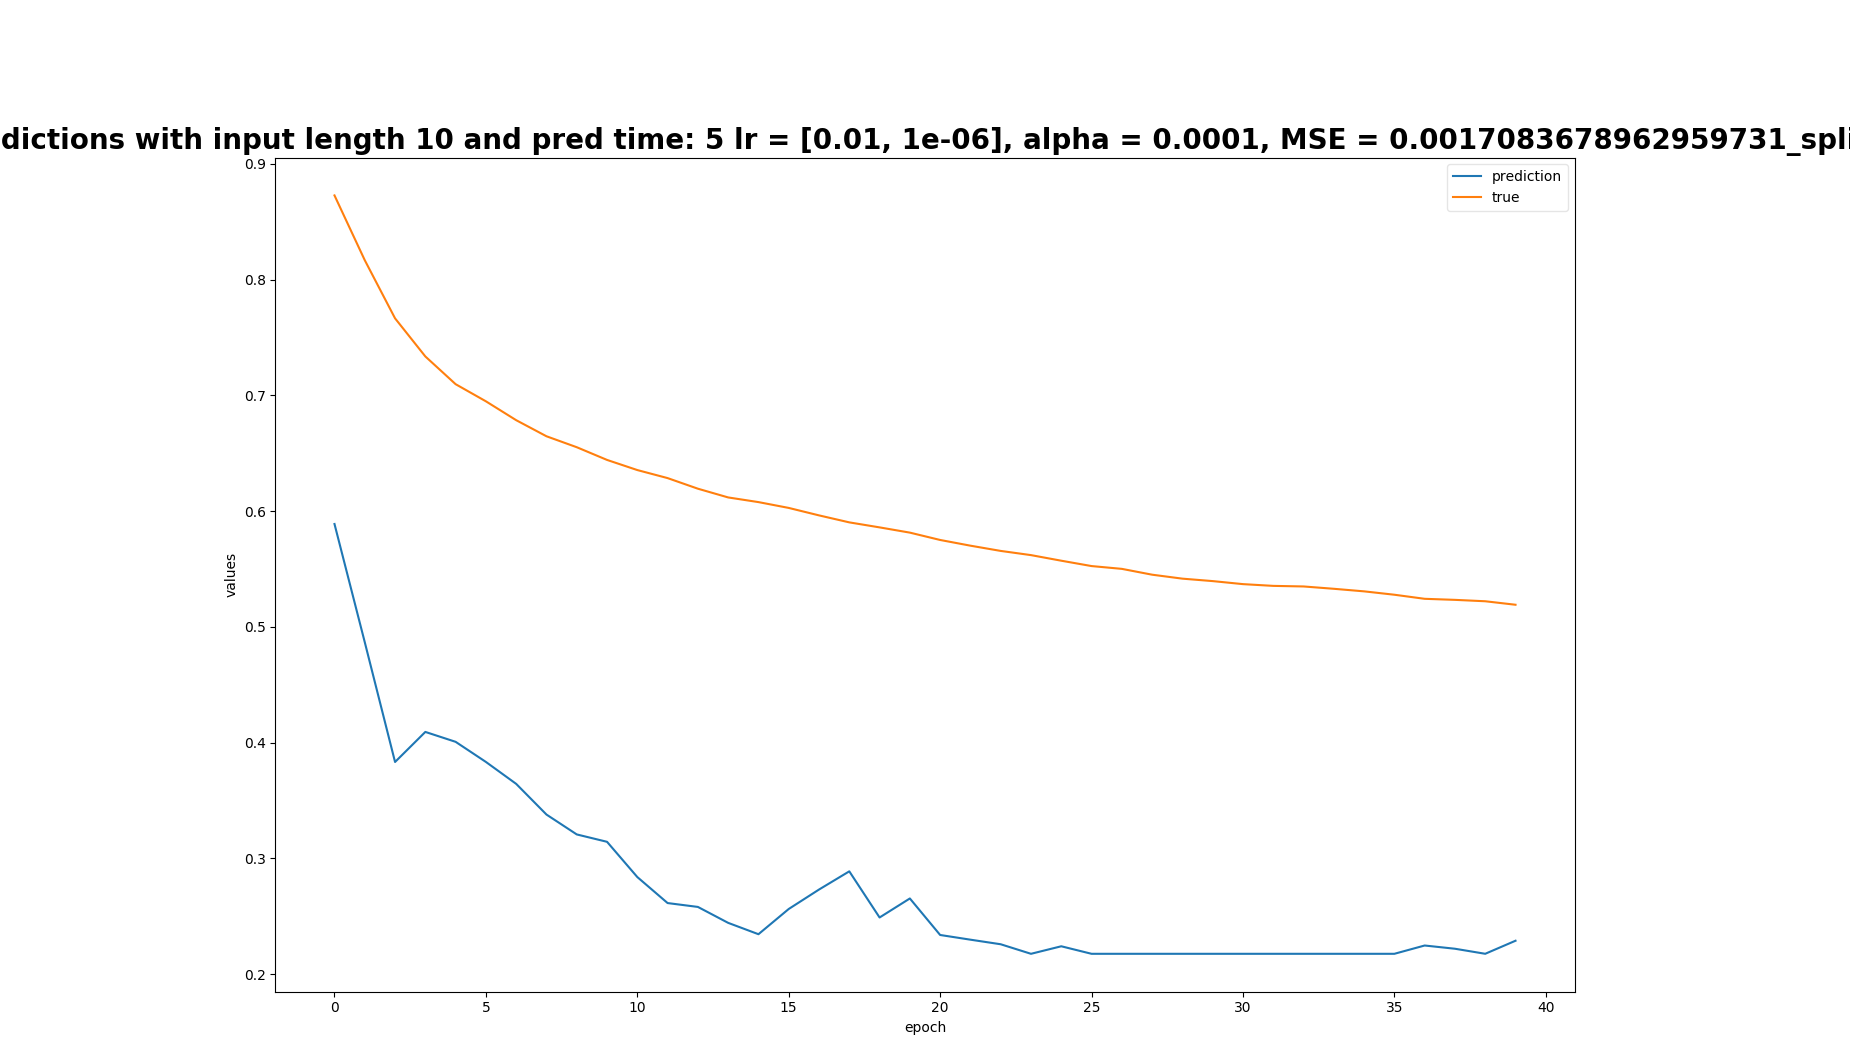 dictions with input length 10 and pred time: 5 lr = [0.01, 1e-06], alpha = 0.0001, MSE = 0.0017083678962959731_spli
prediction
true
0.9
0.8
0.7
0.6
0.5
0.4
0.3
0.2
values
0 5 10 15 20 25 30 35 40
epoch